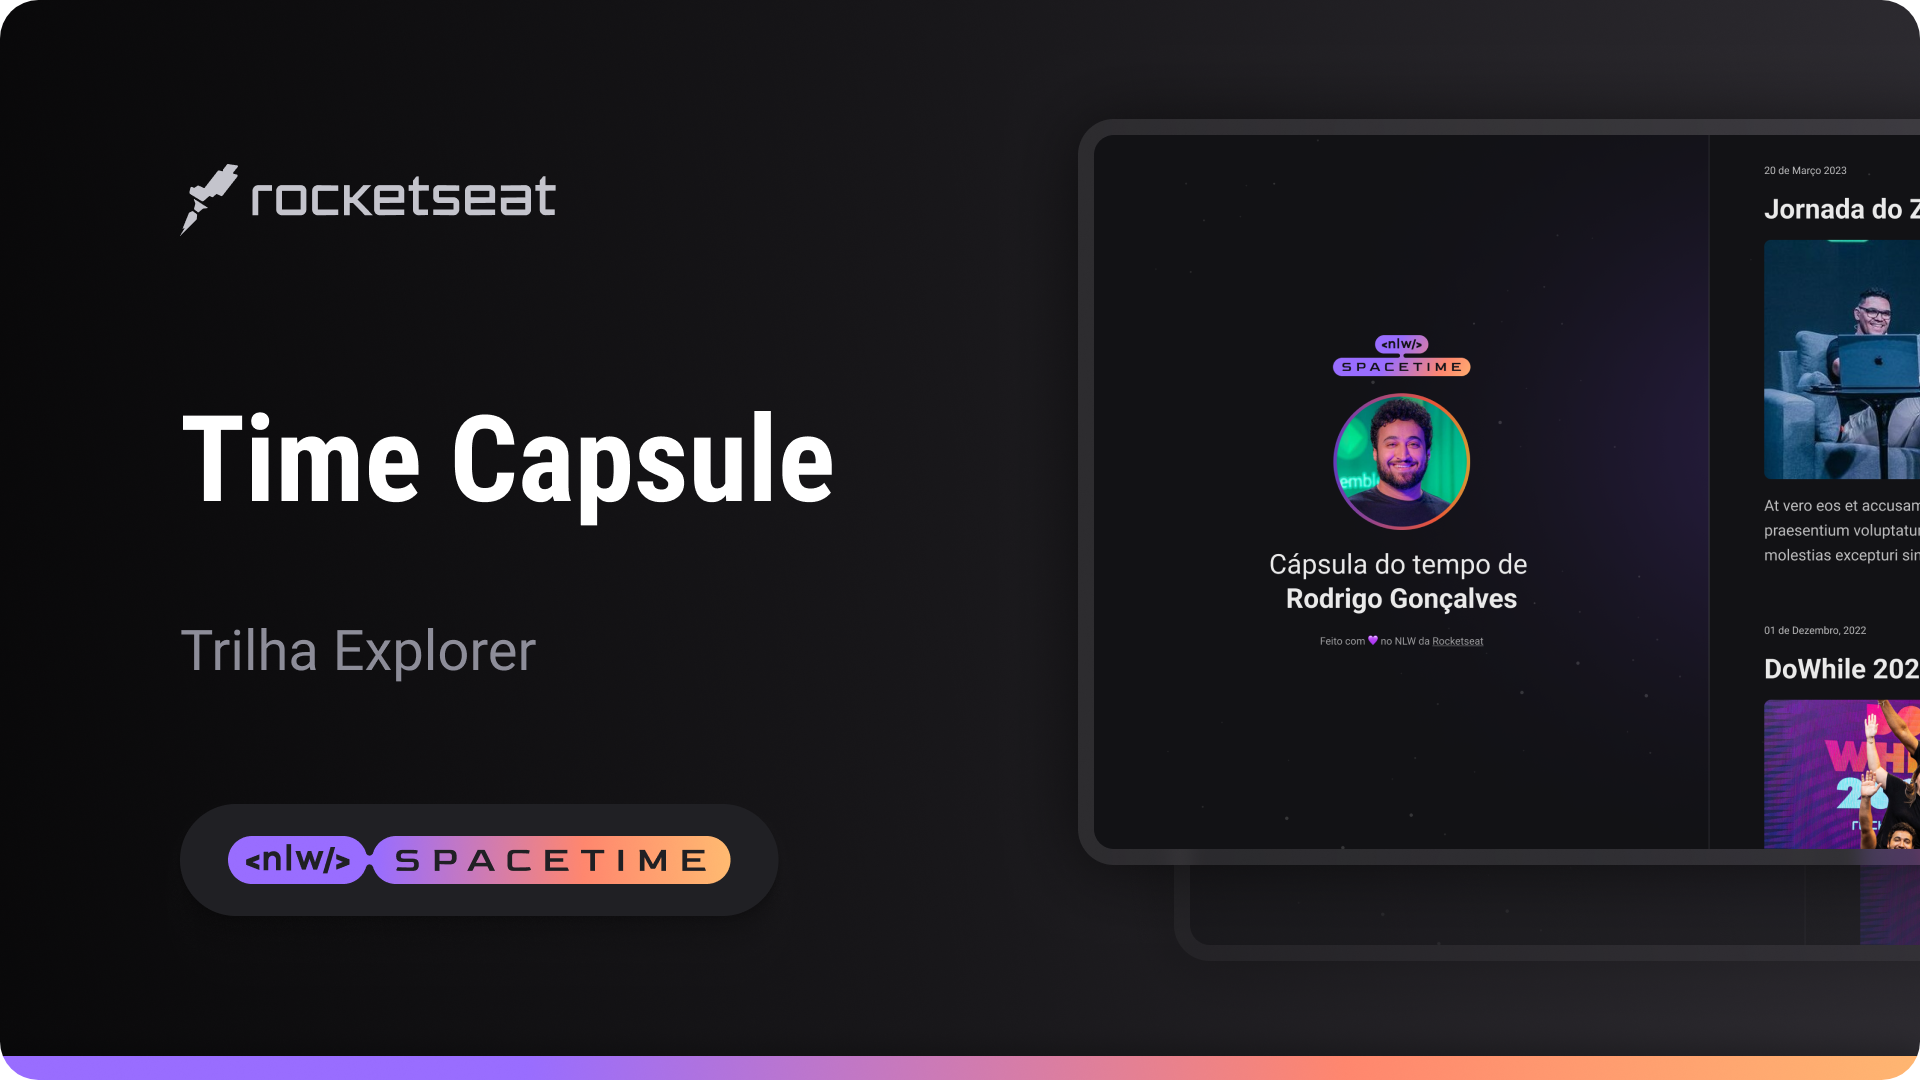 rocketseat
Time Capsule
Trilha Explorer
<nlw/> SPACETIME
<nlw/>
SPACETIME
Cápsula do tempo de
Rodrigo Gonçalves
Feito com 💜 no NLW da Rocketseat
20 de Março 2023
Jornada do
At vero eos et accusam
praesentium voluptatu
molestias excepturi sin
01 de Dezembro, 2022
DoWhile 202